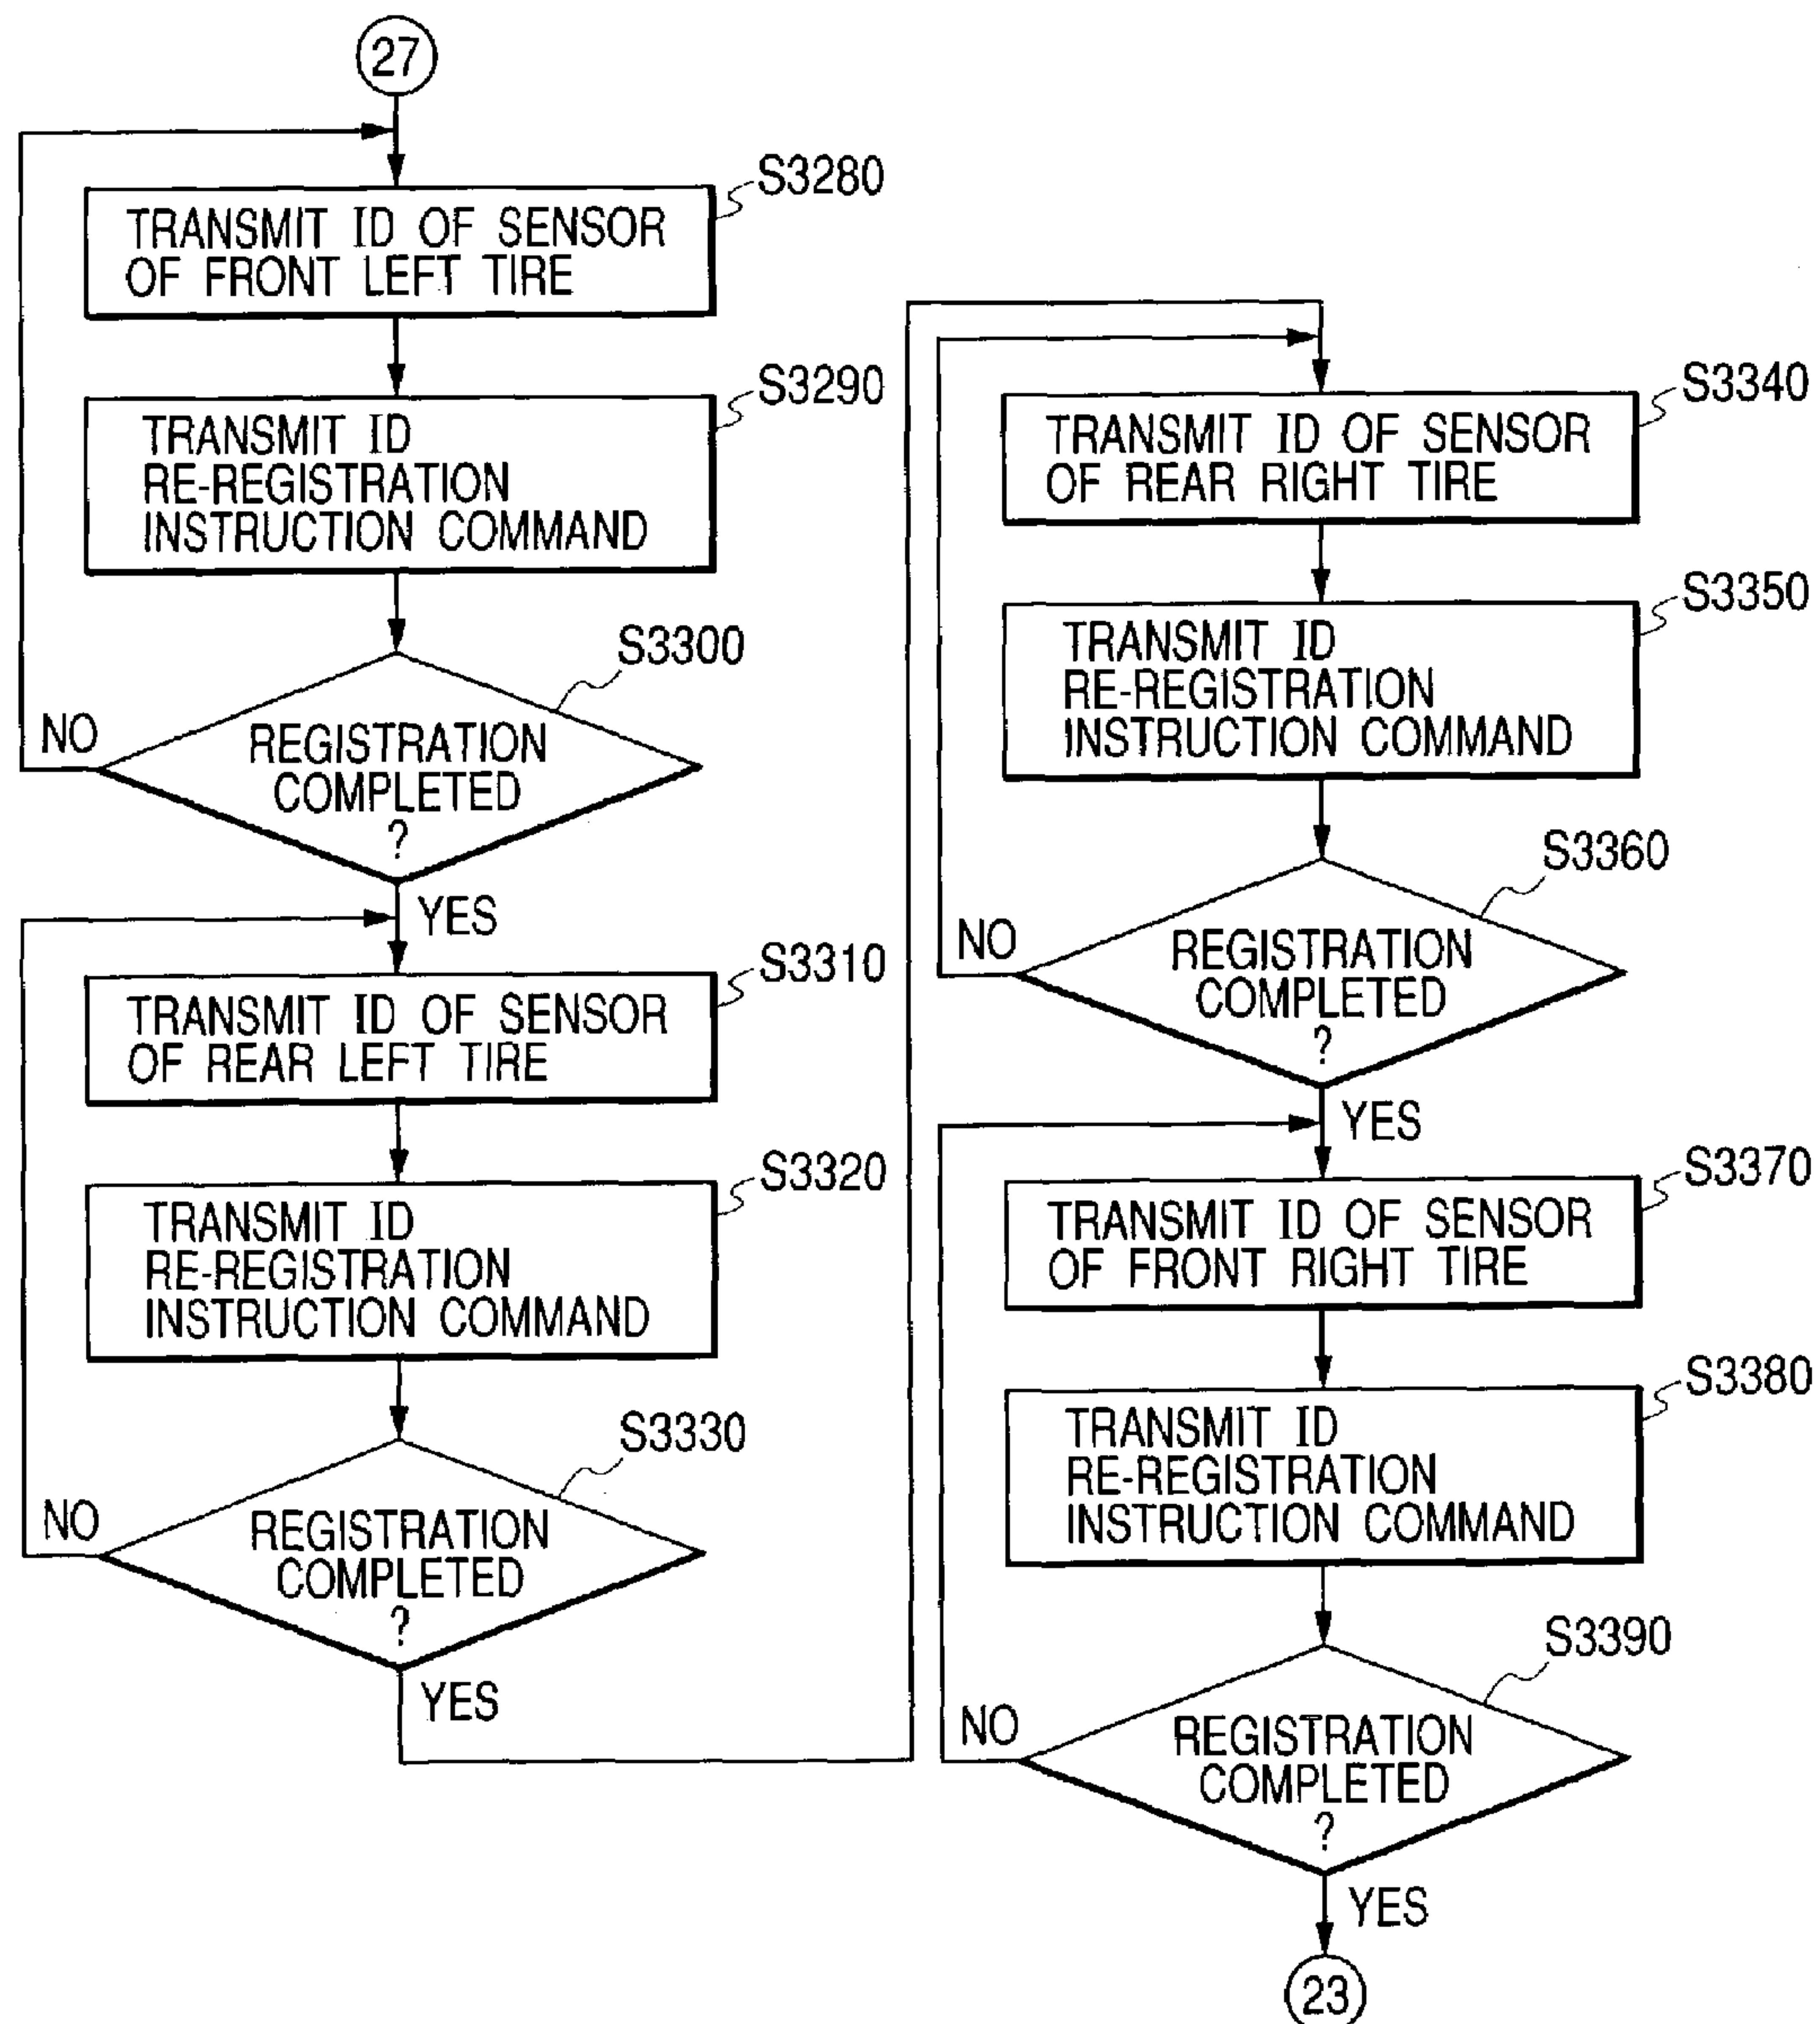 27
S3280
TRANSMIT ID OF SENSOR
OF FRONT LEFT TIRE
S3290
TRANSMIT ID
RE-REGISTRATION
INSTRUCTION COMMAND
S3300
NO
REGISTRATION
COMPLETED
?
YES
S3310
TRANSMIT ID OF SENSOR
OF REAR LEFT TIRE
S3320
TRANSMIT ID
RE-REGISTRATION
INSTRUCTION COMMAND
S3330
NO
REGISTRATION
COMPLETED
?
YES
S3340
TRANSMIT ID OF SENSOR
OF REAR RIGHT TIRE
S3350
TRANSMIT ID
RE-REGISTRATION
INSTRUCTION COMMAND
S3360
NO
REGISTRATION
COMPLETED
?
YES
S3370
TRANSMIT ID OF SENSOR
OF FRONT RIGHT TIRE
S3380
TRANSMIT ID
RE-REGISTRATION
INSTRUCTION COMMAND
S3390
NO
REGISTRATION
COMPLETED
?
YES
23